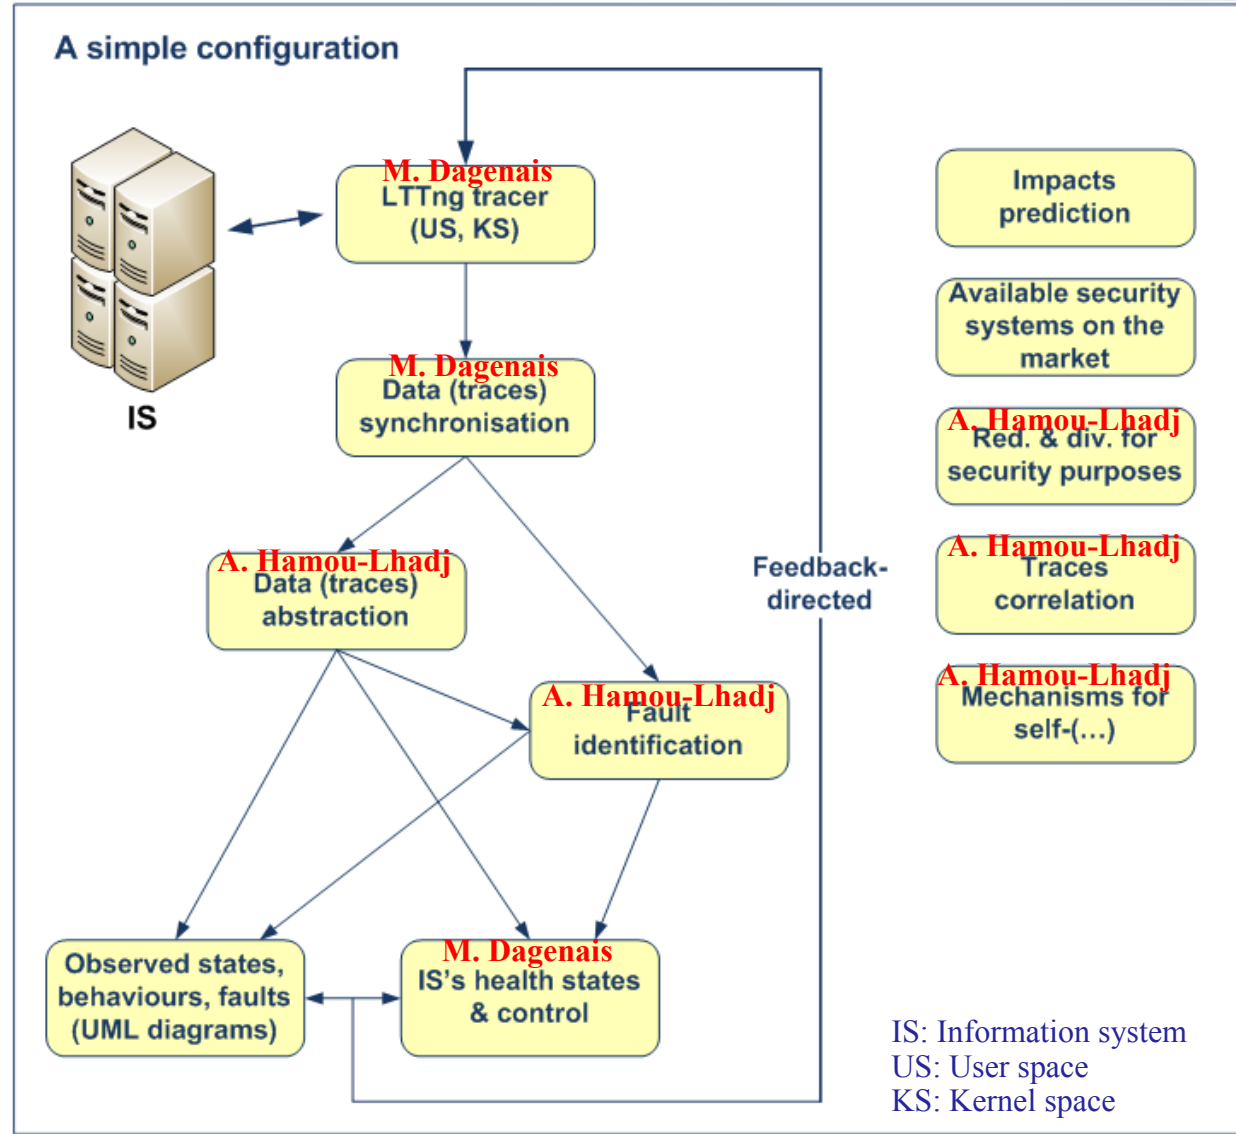 A simple configuration
M. Dagenais
LTTng tracer
(US, KS)
IS
M. Dagenais
Data (traces)
synchronisation
A. Hamou-Lhadj
Data (traces)
abstraction
A. Hamou-Lhadj
Fault
identification
Feedback-
directed
Observed states,
behaviours, faults
(UML diagrams)
M. Dagenais
IS's health states
& control
Impacts
prediction
Available security
systems on the
market
A. Hamou-Lhadj
Red. & div. for
security purposes
A. Hamou-Lhadj
Traces
correlation
A. Hamou-Lhadj
Mechanisms for
self-(...)
IS: Information system
US: User space
KS: Kernel space